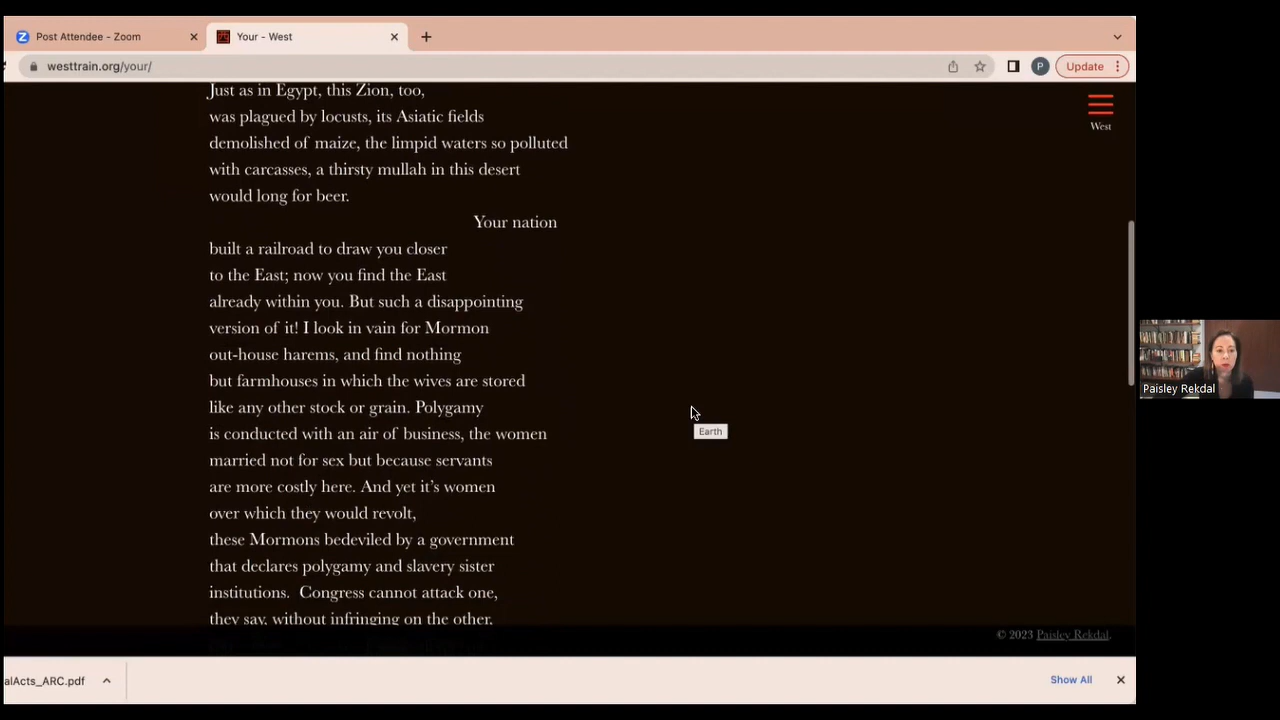 Post Attendee - Zoom
Your - West
westtrain.org/your/
P
Update
West
Just as in Egypt, this Zion, too,
was plagued by locusts, its Asiatic fields
demolished of maize, the limpid waters so polluted
with carcasses, a thirsty mullah in this desert
would long for beer.
Your nation
built a railroad to draw you closer
to the East; now you find the East
already within you. But such a disappointing
version of it! I look in vain for Mormon
out-house harems, and find nothing
but farmhouses in which the wives are stored
like any other stock or grain. Polygamy
is conducted with an air of business, the women
married not for sex but because servants
are more costly here. And yet it's women
over which they would revolt,
these Mormons bedeviled by a government
that declares polygamy and slavery sister
institutions. Congress cannot attack one,
they say, without infringing on the other,
Earth
Paisley Rekdal
© 2023 Paisley Rekdal.
alActs_ARC.pdf
Show All